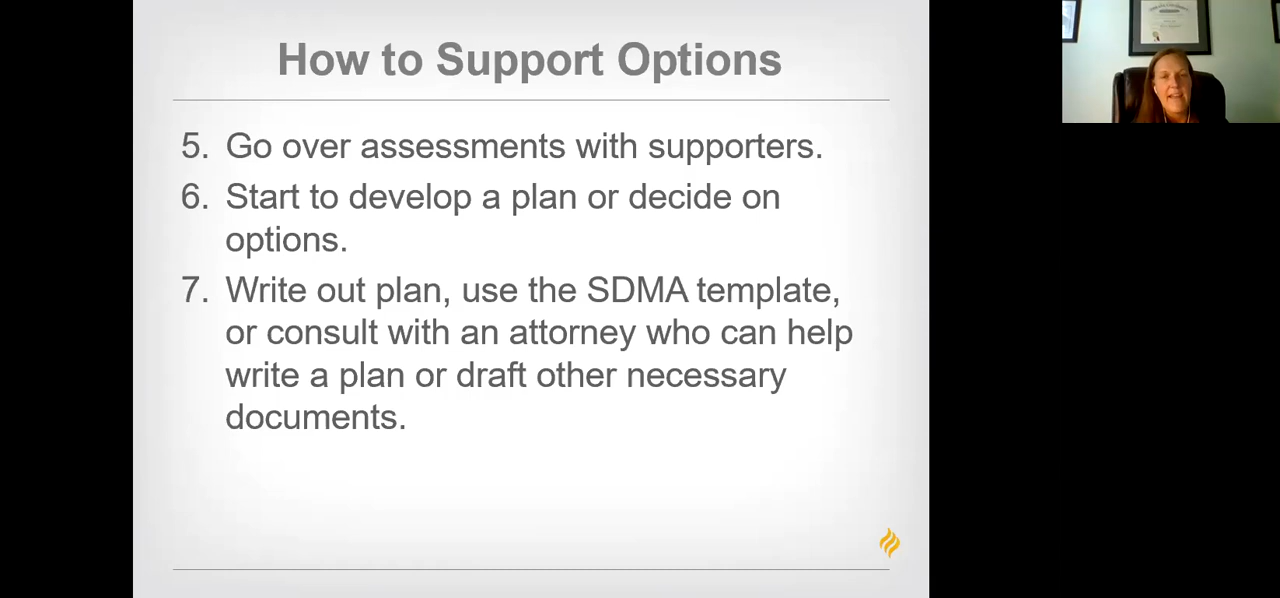 How to Support Options
5. Go over assessments with supporters.
6. Start to develop a plan or decide on
options.
7. Write out plan, use the SDMA template,
or consult with an attorney who can help
write a plan or draft other necessary
documents.